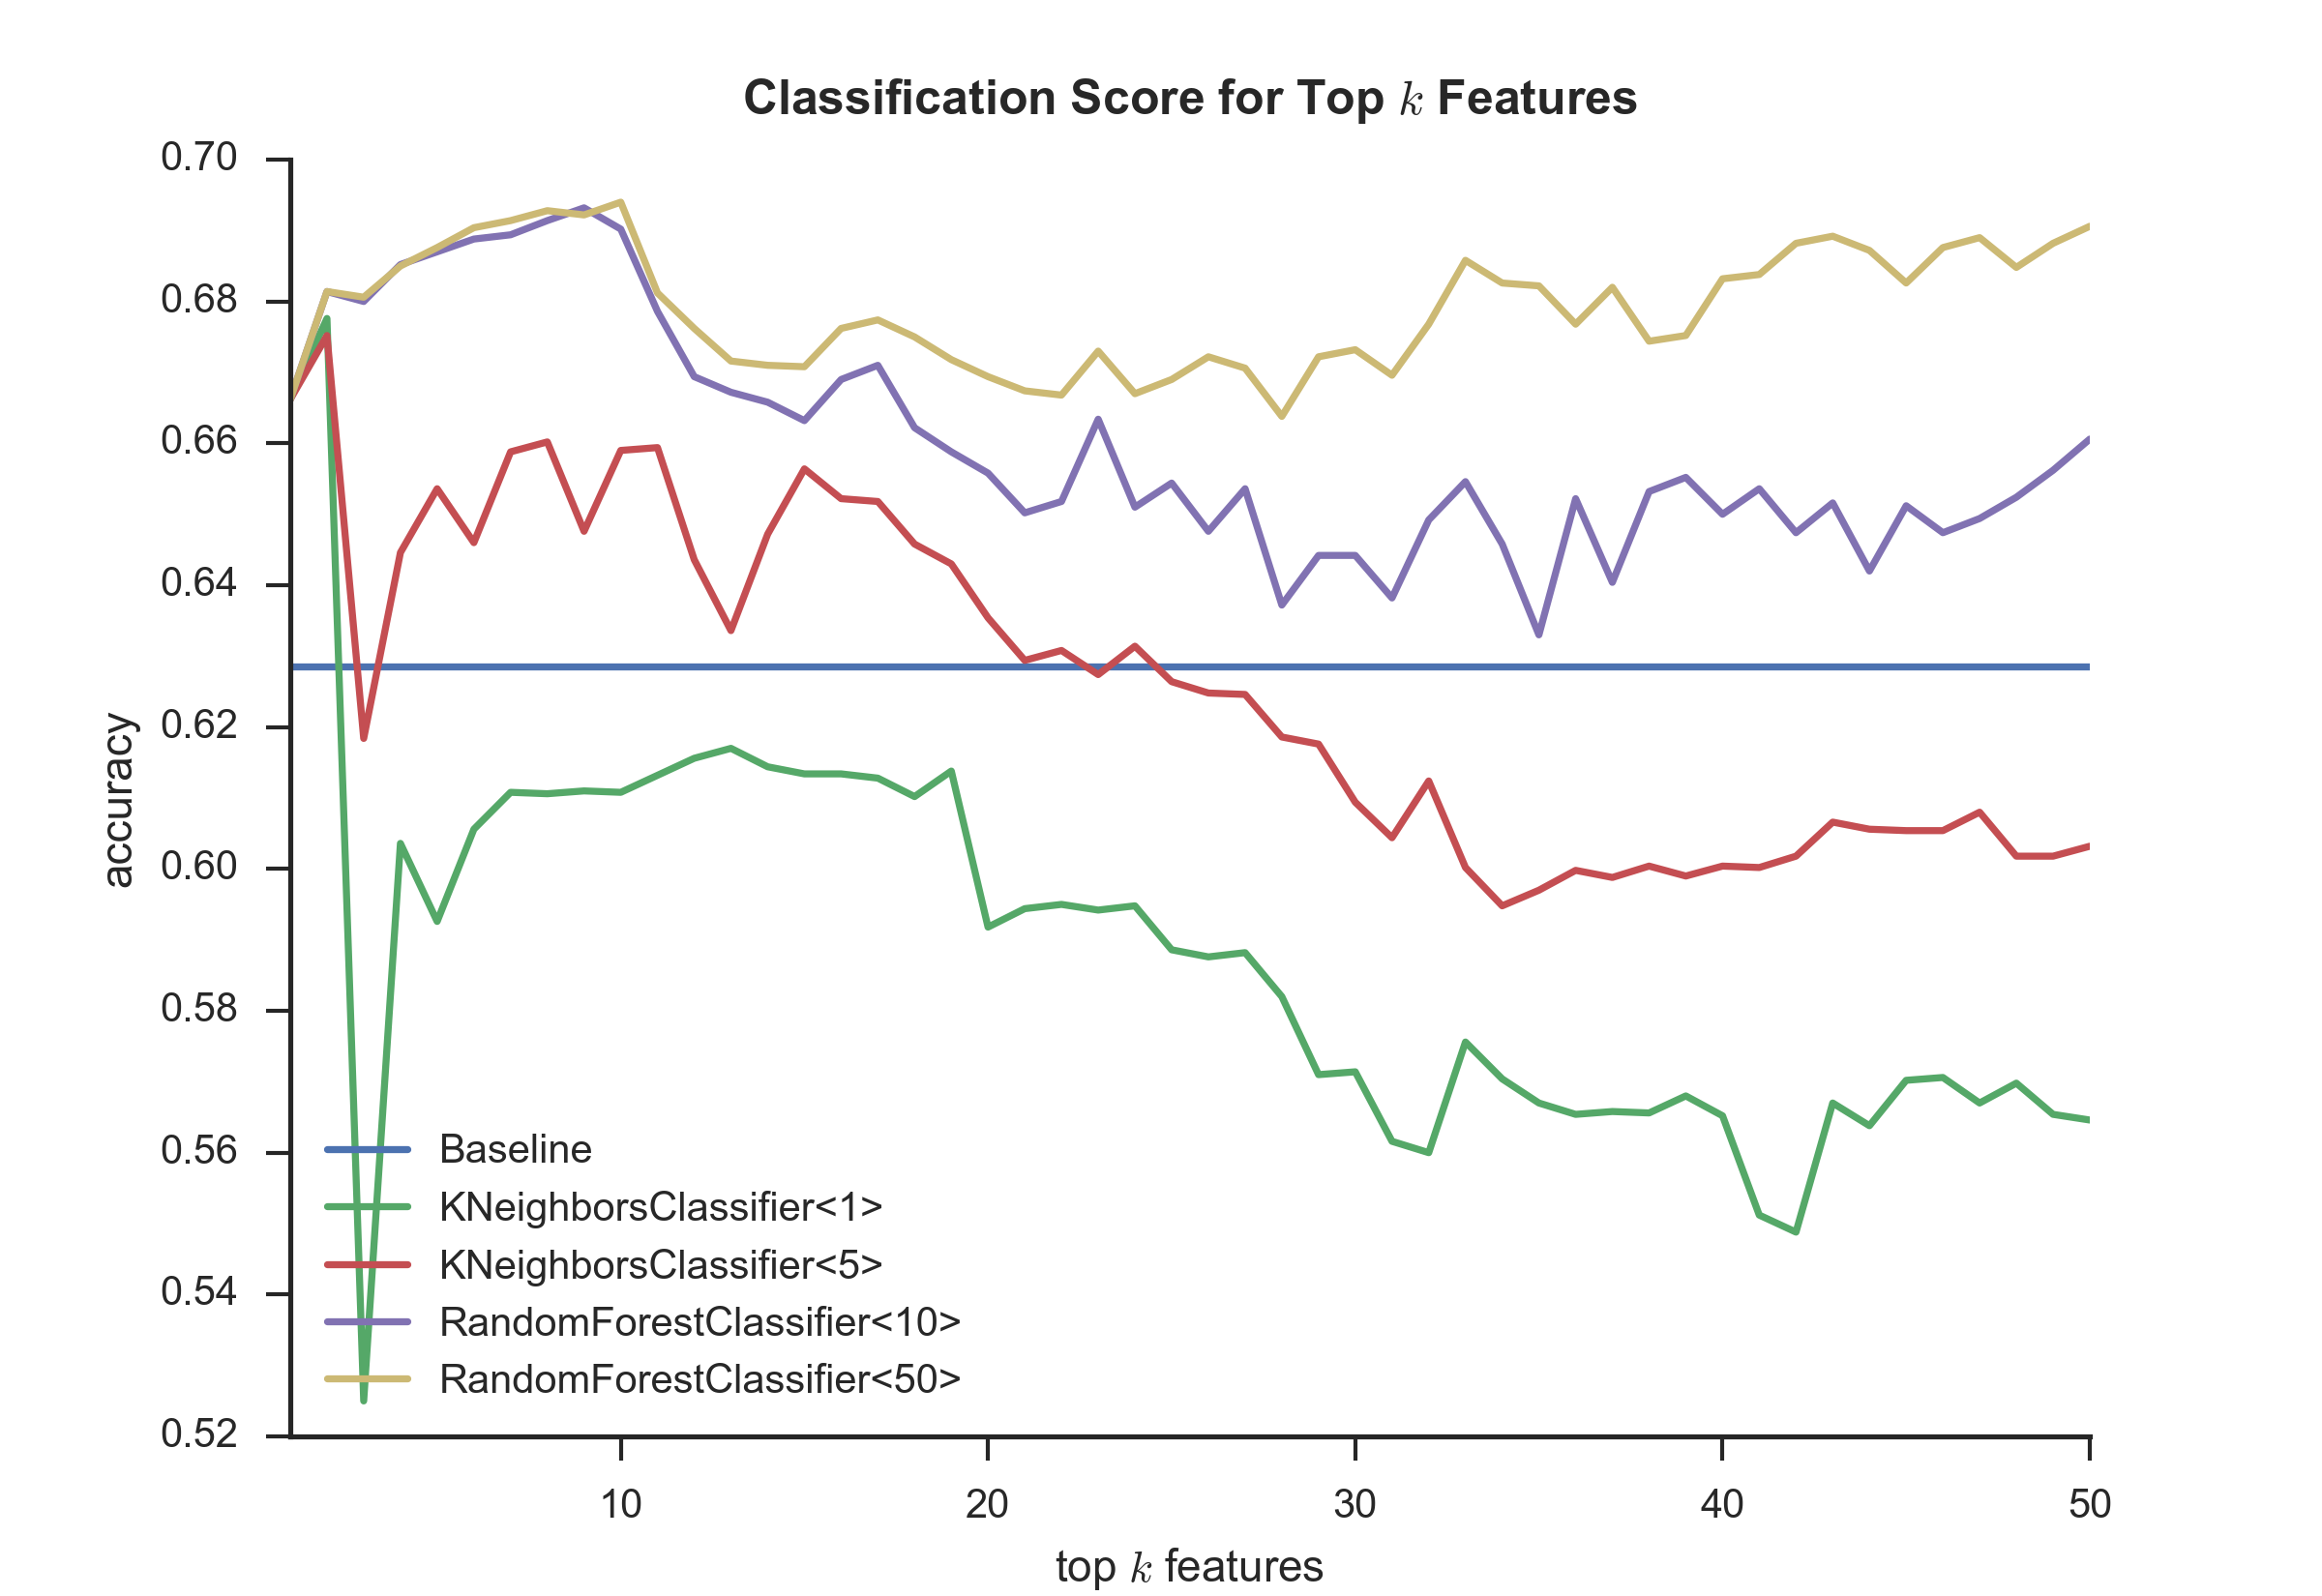 Classification Score for Top k Features
0.70
0.68
0.66
0.64
0.62
0.60
0.58
0.56
0.54
0.52
accuracy
Baseline
KNeighborsClassifier<1>
KNeighborsClassifier<5>
RandomForestClassifier<10>
RandomForestClassifier<50>
10 20 30 40 50
top k features